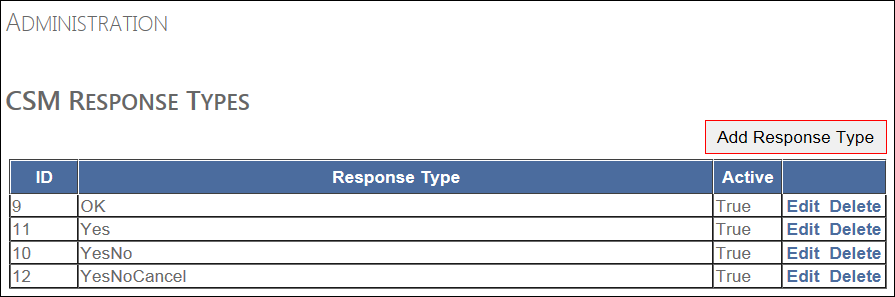 Administration
CSM Response Types
Add Response Type
ID Response Type Active
9 OK True Edit Delete
11 Yes True Edit Delete
10 YesNo True Edit Delete
12 YesNoCancel True Edit Delete